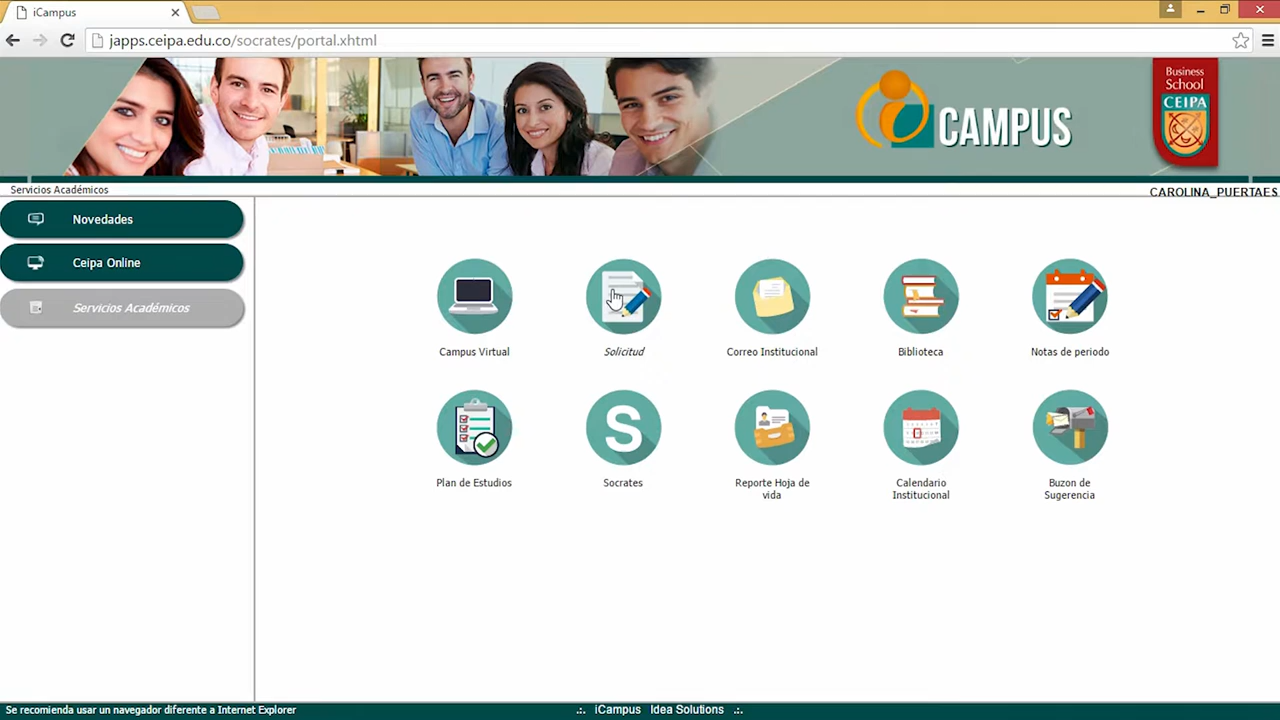 iCampus
japps.ceipa.edu.co/socrates/portal.xhtml
iCAMPUS
Business
School
CEIPA
Servicios Académicos
CAROLINA_PUERTAES
Novedades
Ceipa Online
Servicios Académicos
Campus Virtual
Solicitud
Correo Institucional
Biblioteca
Notas de periodo
S
Plan de Estudios
Socrates
Reporte Hoja de
vida
Calendario
Institucional
Buzon de
Sugerencia
Se recomienda usar un navegador diferente a Internet Explorer
.:. iCampus Idea Solutions .:.